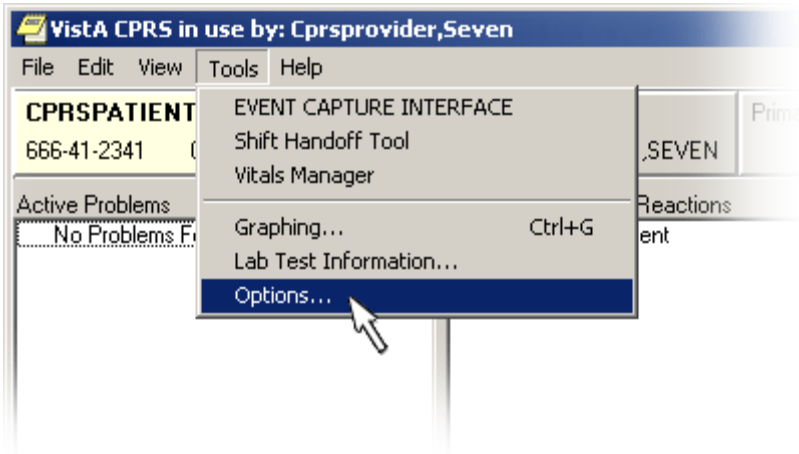 VistA CPRS in use by: Cprsprovider,Seven
File Edit View Tools Help
CPRSPATIENT
666-41-2341
EVENT CAPTURE INTERFACE
Shift Handoff Tool
Vitals Manager
Graphing... Ctrl+G
Lab Test Information...
Options...
,SEVEN
Active Problems
No Problems
Reactions
ent